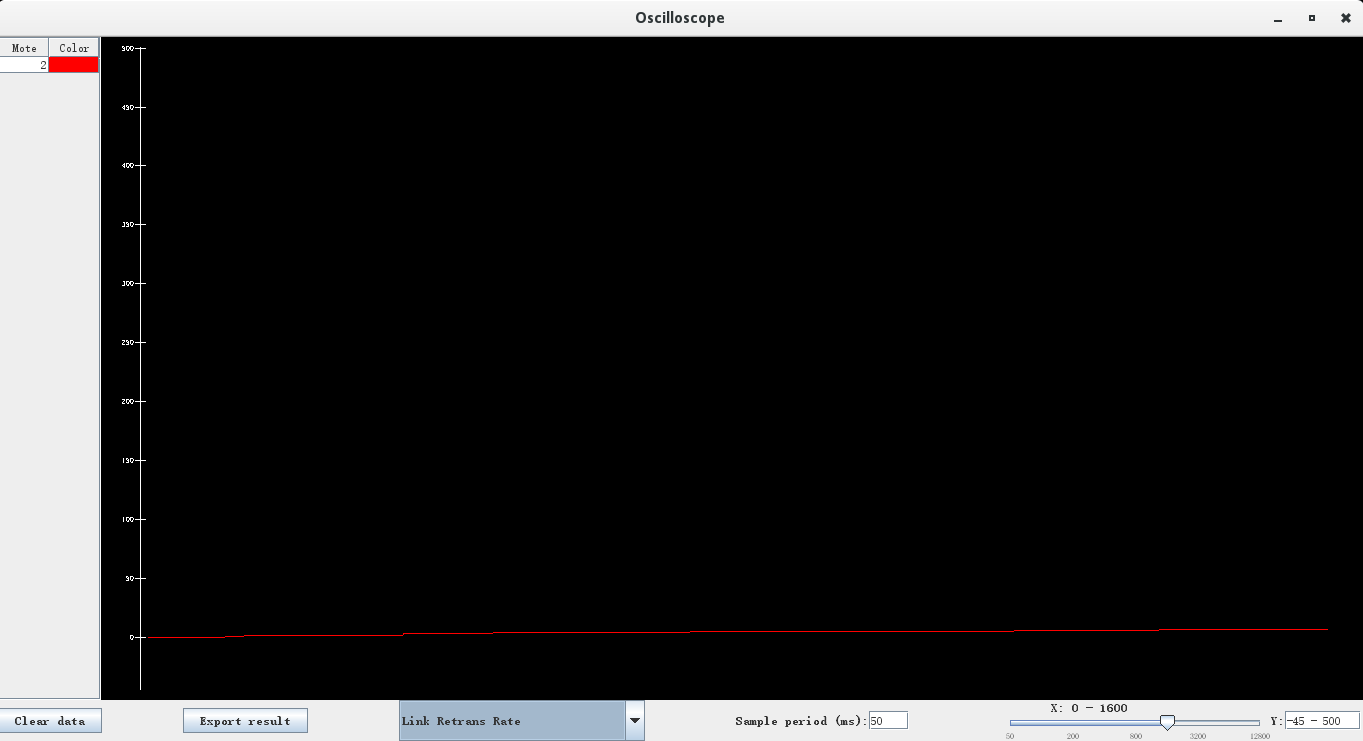 Oscilloscope
Mote Color
2
500
450
400
350
300
250
200
150
100
50
0
Clear data
Export result
Link Retrans Rate
Sample period (ms): 50
X: 0 - 1600
50 200 800 3200 12800
Y: -45 - 500